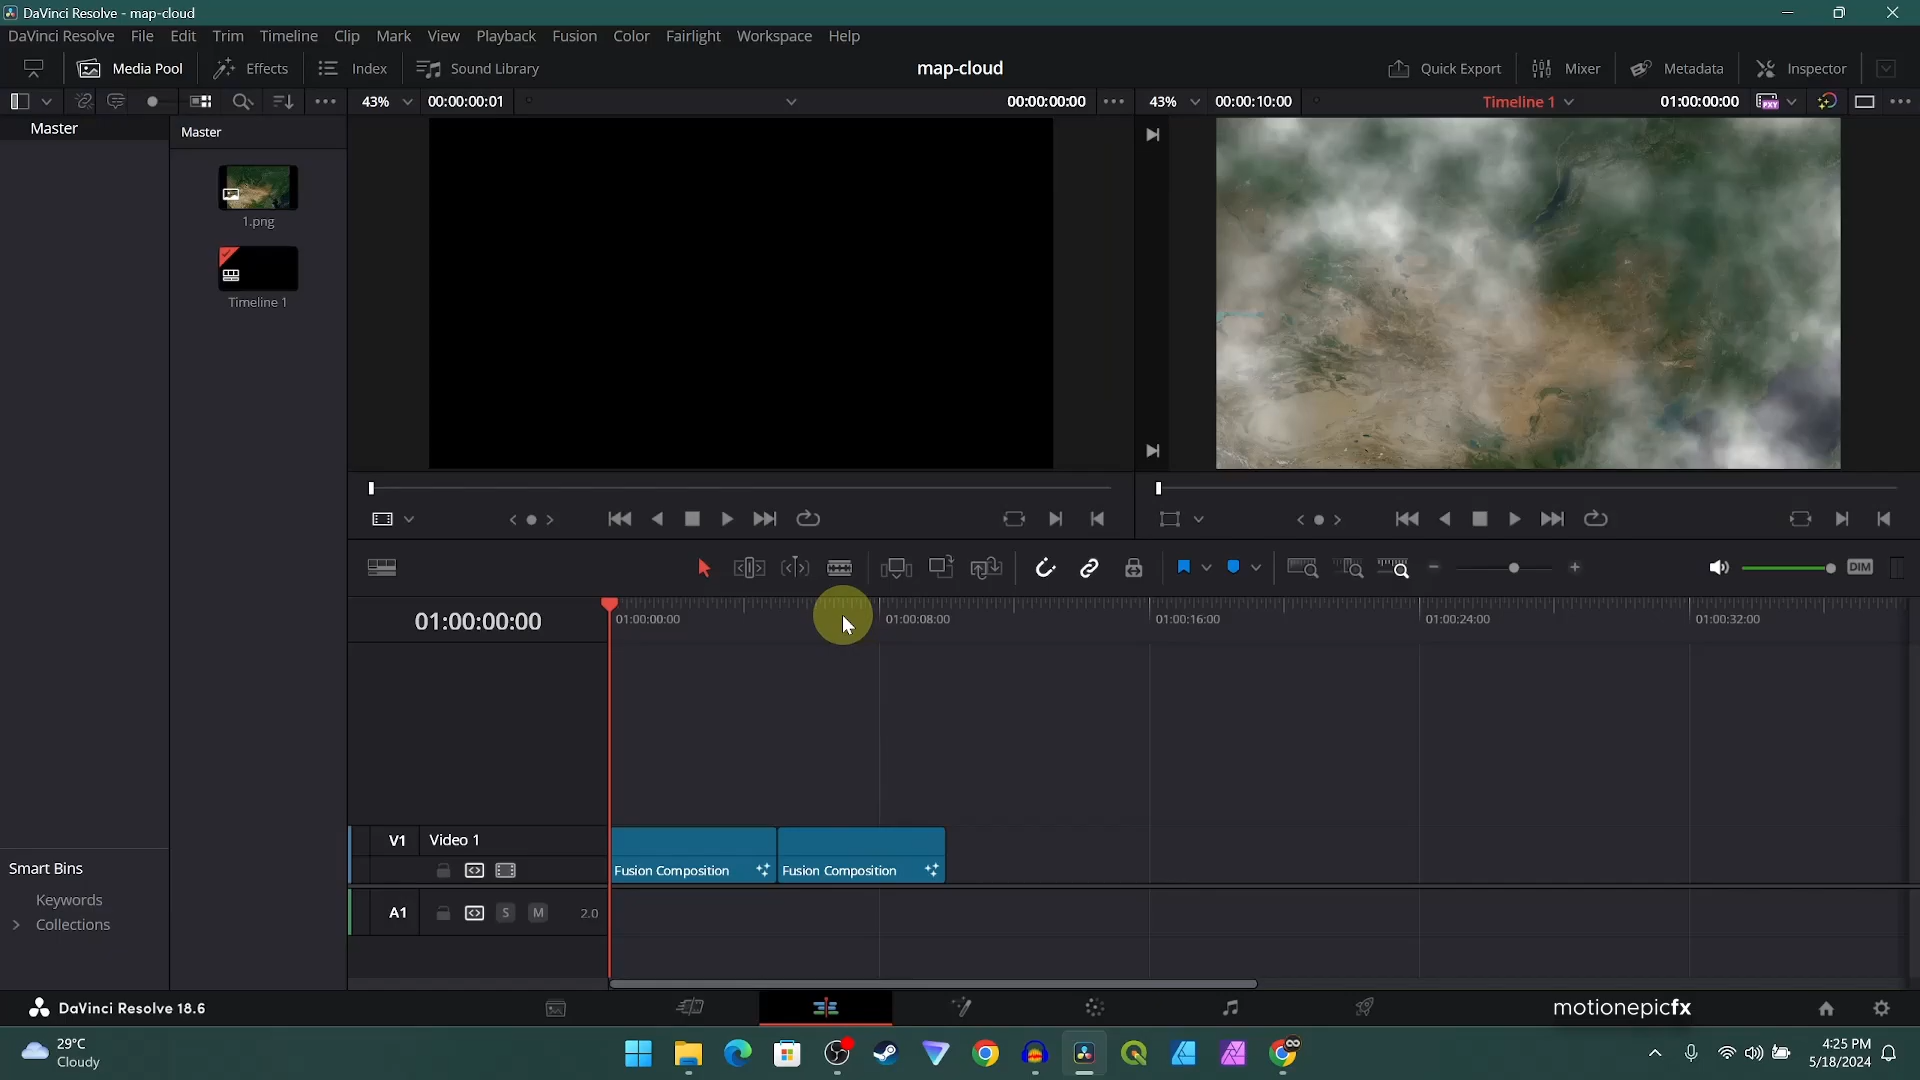 DaVinci Resolve - map-cloud
DaVinci Resolve File Edit Trim Timeline Clip Mark View Playback Fusion Color Fairlight Workspace Help
Media Pool Effects Index Sound Library map-cloud Quick Export Mixer Metadata Inspector
43% 00:00:00:01 00:00:00:00 43% 00:00:10:00 Timeline 1 01:00:00:00 PXY
Master
Master
1.png
Timeline 1
DIM
01:00:00:00
01:00:00:00 01:00:08:00 01:00:16:00 01:00:24:00 01:00:32:00
V1 Video 1
Fusion Composition Fusion Composition
Smart Bins
Keywords
Collections
A1 S M 2.0
DaVinci Resolve 18.6
motionepicfx
29°C
Cloudy
4:25 PM
5/18/2024